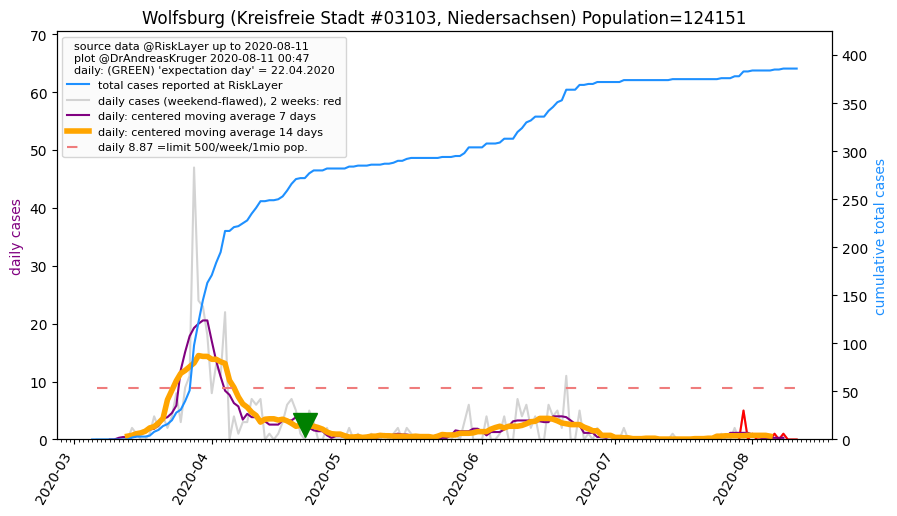 Wolfsburg (Kreisfreie Stadt #03103, Niedersachsen) Population=124151
source data @RiskLayer up to 2020-08-11
plot @DrAndreasKruger 2020-08-11 00:47
daily: (GREEN) 'expectation day' = 22.04.2020
total cases reported at RiskLayer
daily cases (weekend-flawed), 2 weeks: red
daily: centered moving average 7 days
daily: centered moving average 14 days
daily 8.87 =limit 500/week/1mio pop.
daily cases
70
60
50
40
30
20
10
0
cumulative total cases
400
350
300
250
200
150
100
50
0
2020-03
2020-04
2020-05
2020-06
2020-07
2020-08